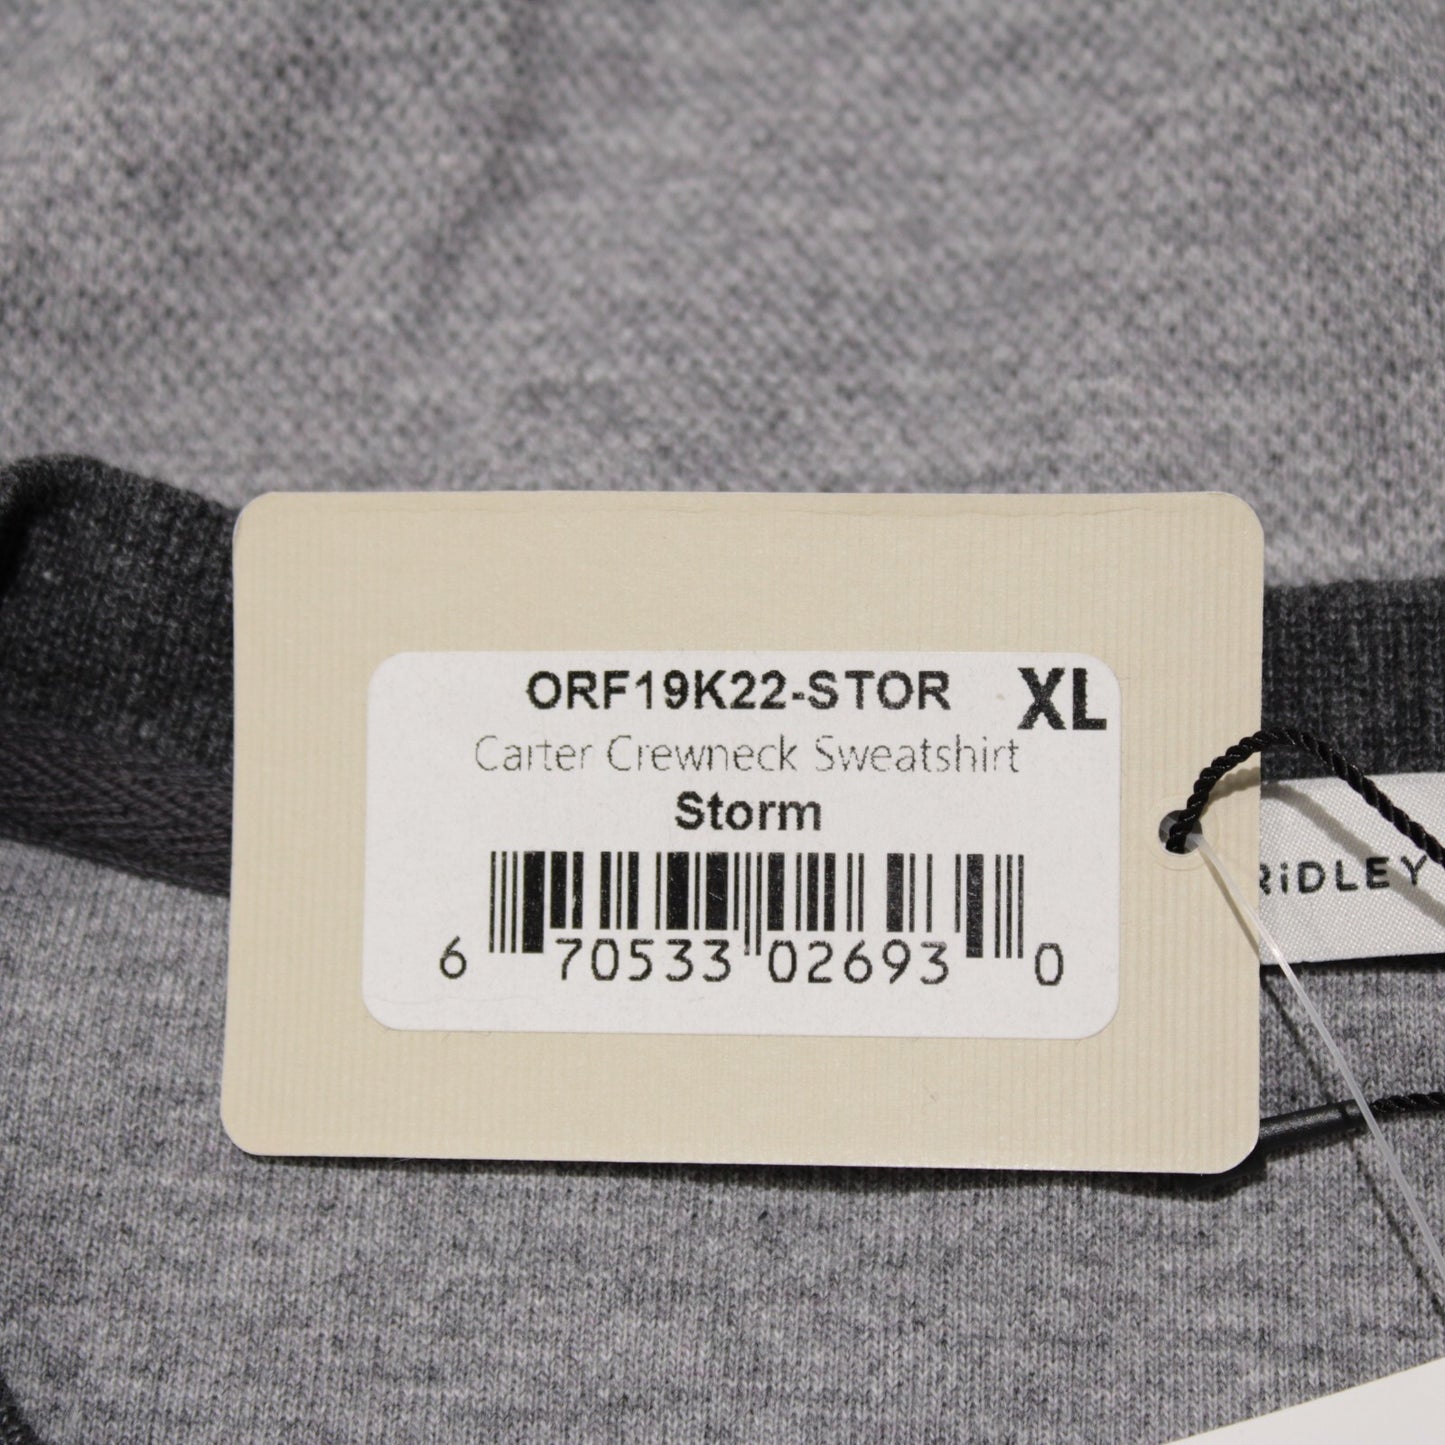 ORF19K22-STOR XL
Carter Crewneck Sweatshirt
Storm
6 70533 02693 0
RiDLEY